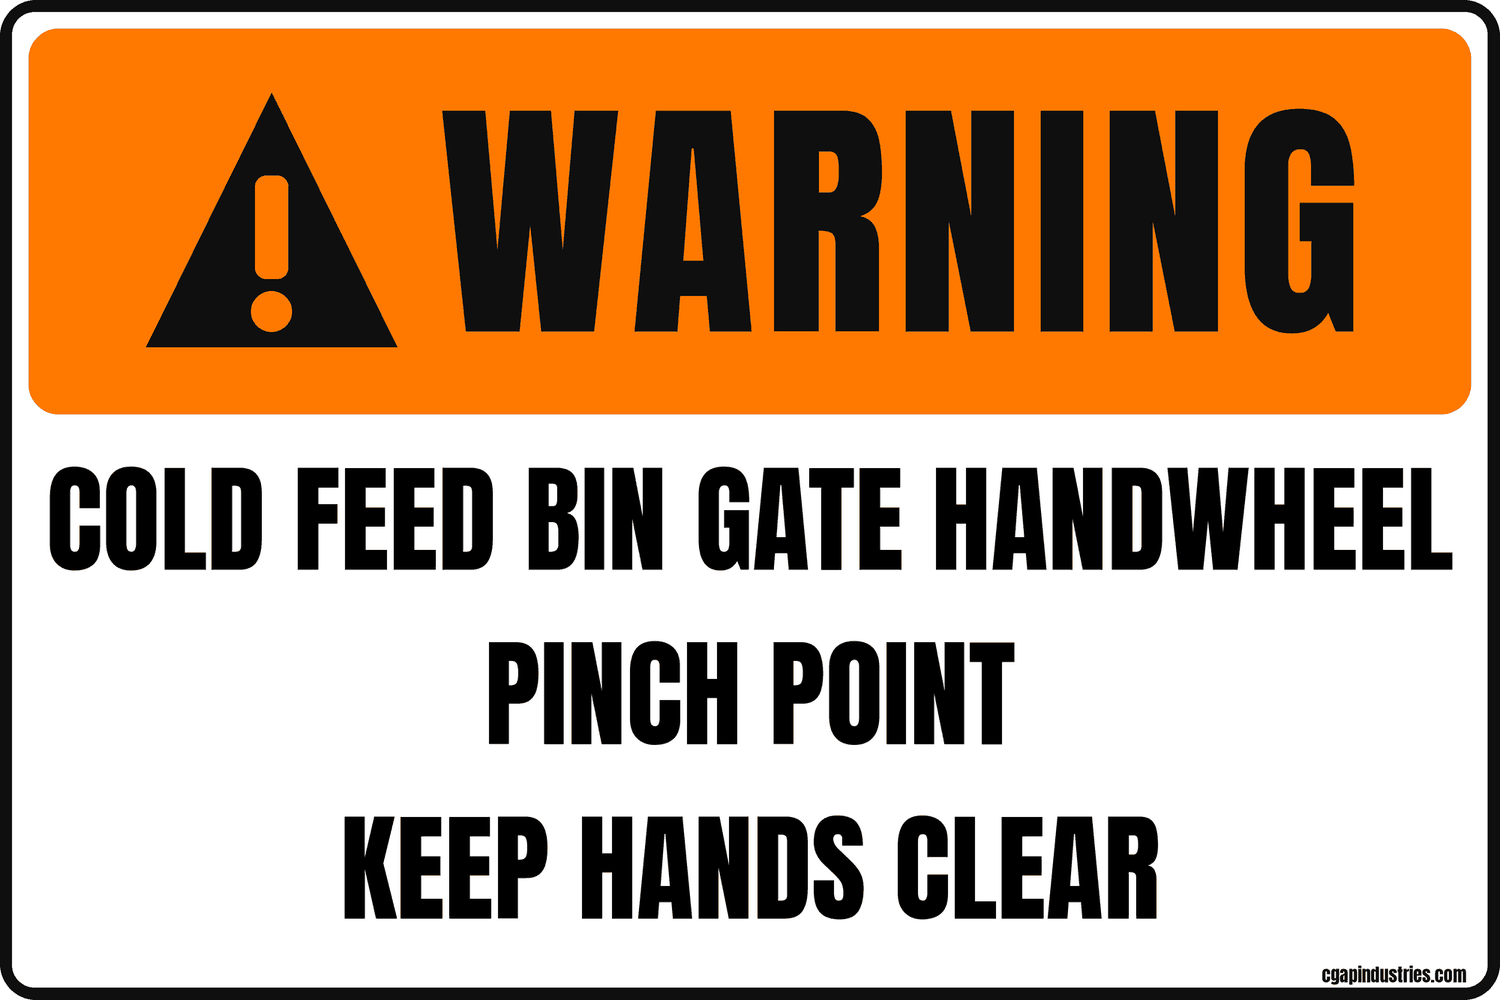 WARNING
COLD FEED BIN GATE HANDWHEEL
PINCH POINT
KEEP HANDS CLEAR
cgapindustries.com